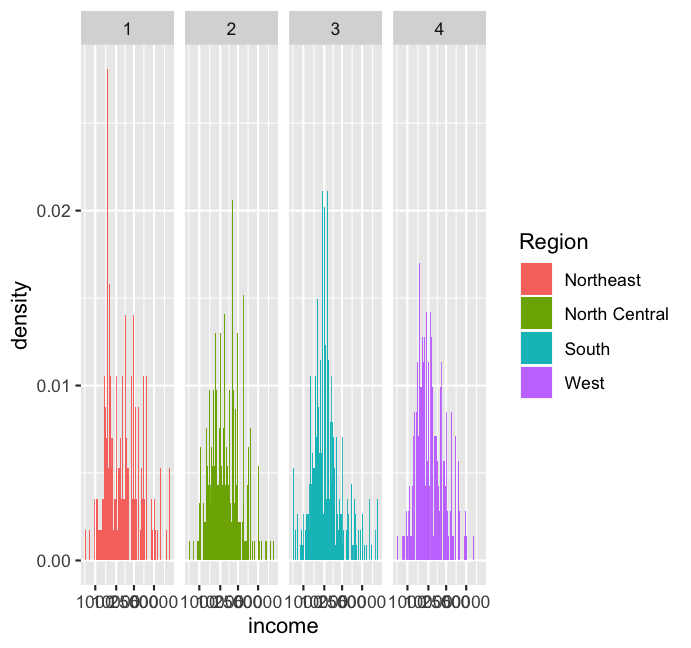 1 2 3 4
density
0.02
0.01
0.00
income
Region
Northeast
North Central
South
West